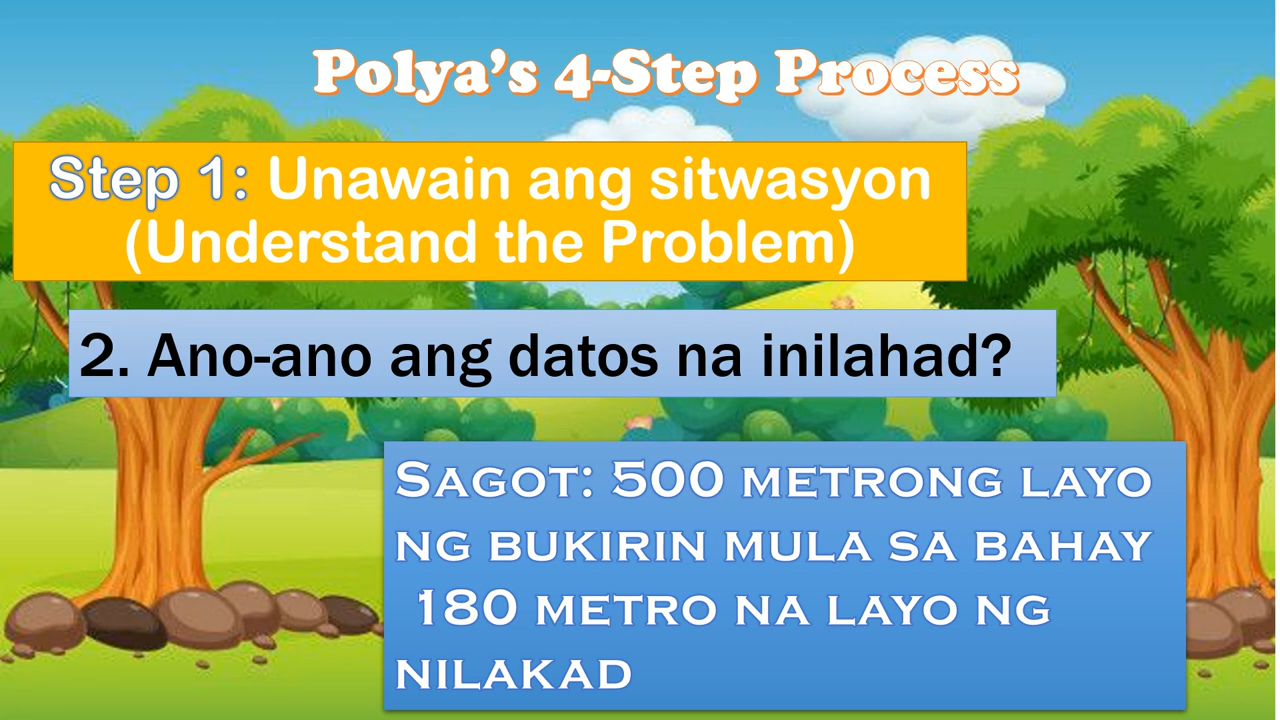 Polya's 4-Step Process
Step 1: Unawain ang sitwasyon
(Understand the Problem)
2. Ano-ano ang datos na inilahad?
Sagot: 500 metrong layo
ng bukirin mula sa bahay
180 metro na layo ng
nilakad